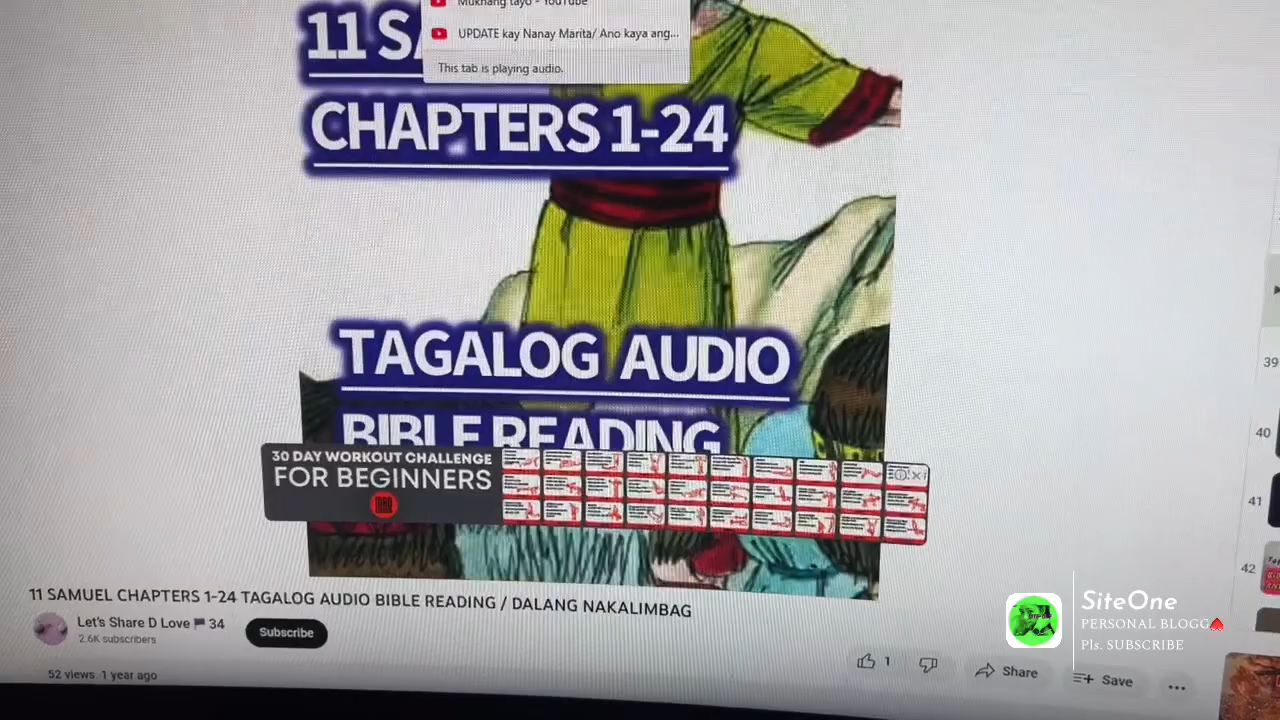 Mukhang tayo - YouTube
UPDATE kay Nanay Marita/ Ano kaya ang...
This tab is playing audio.
11 SA
CHAPTERS 1-24
TAGALOG AUDIO
BIBLE READING
30 DAY WORKOUT CHALLENGE
FOR BEGINNERS
39
40
41
42
11 SAMUEL CHAPTERS 1-24 TAGALOG AUDIO BIBLE READING / DALANG NAKALIMBAG
Let's Share D Love 34
2.6K subscribers
Subscribe
52 views 1 year ago
1
Share
Save
SiteOne
PERSONAL BLOGG
Pls. SUBSCRIBE